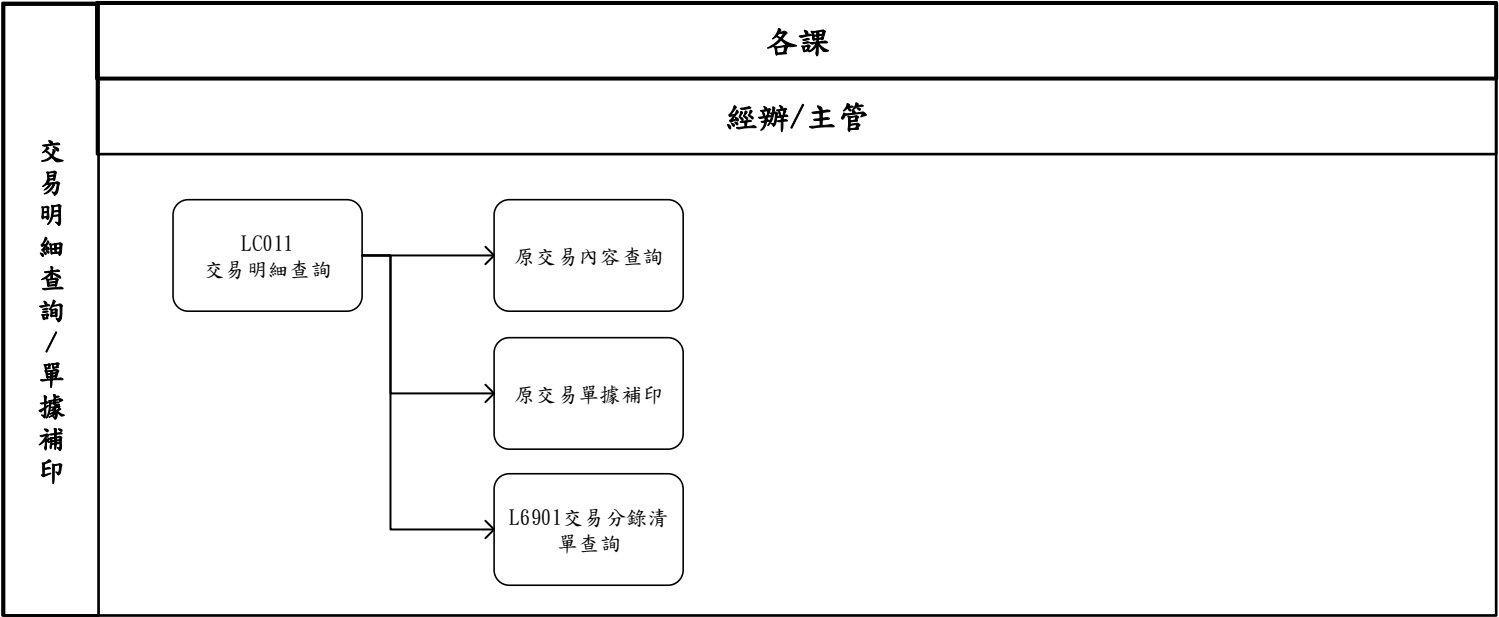 各課
經辦/主管
交易明細查詢/單據補印
LC011
交易明細查詢
原交易內容查詢
原交易單據補印
L6901交易分錄清
單查詢